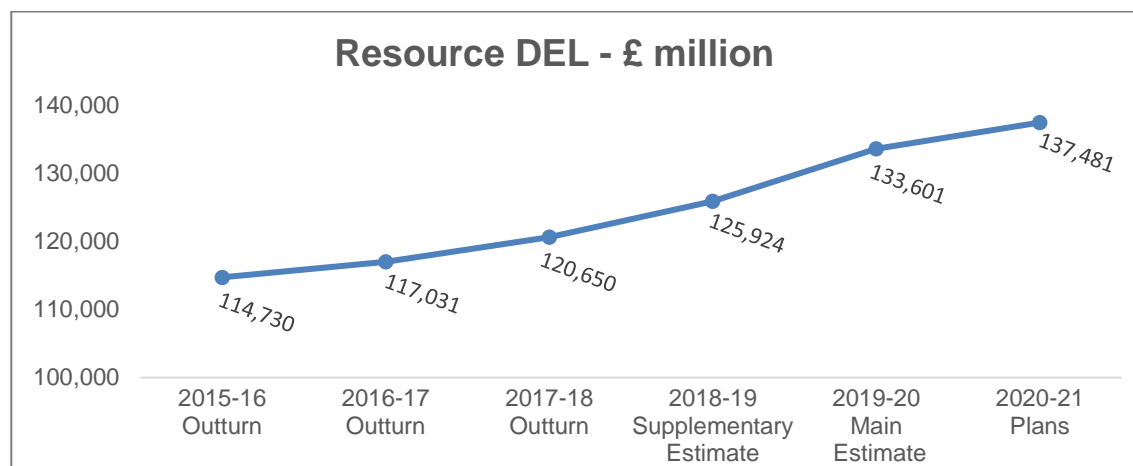 Resource DEL - £ million
140,000
130,000
120,000
110,000
100,000
114,730
117,031
120,650
125,924
133,601
137,481
2015-16
Outturn
2016-17
Outturn
2017-18
Outturn
2018-19
Supplementary
Estimate
2019-20
Main
Estimate
2020-21
Plans